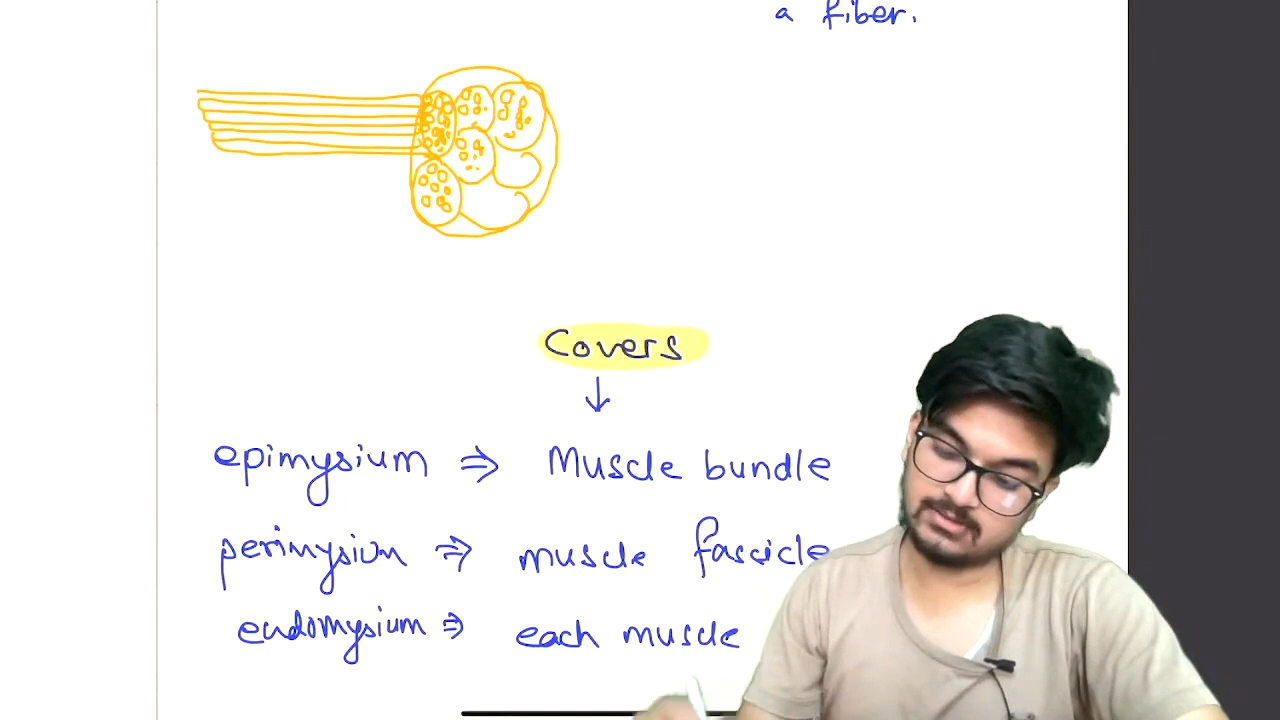 a fiber.
Covers
↓
epimysium ⇒ Muscle bundle
perimysium ⇒ muscle fascicle
endomysium ⇒ each muscle